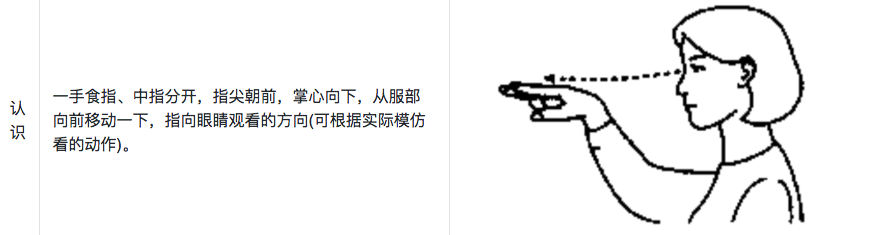 认
识
一手食指、中指分开，指尖朝前，掌心向下，从服部
向前移动一下，指向眼睛观看的方向(可根据实际模仿
看的动作)。